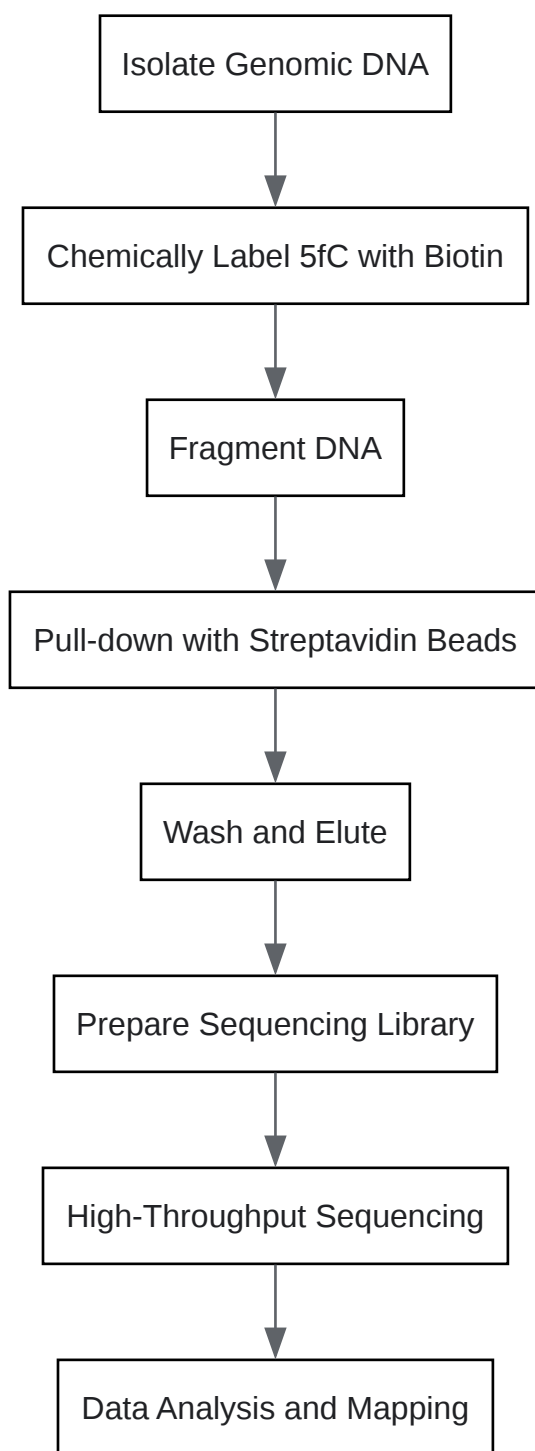 Isolate Genomic DNA
Chemically Label 5fC with Biotin
Fragment DNA
Pull-down with Streptavidin Beads
Wash and Elute
Prepare Sequencing Library
High-Throughput Sequencing
Data Analysis and Mapping